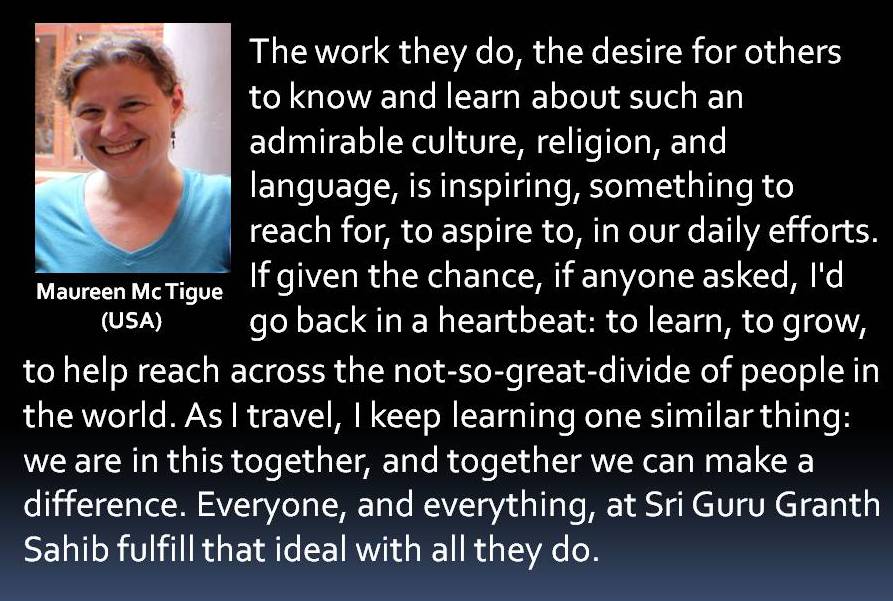 The work they do, the desire for others
to know and learn about such an
admirable culture, religion, and
language, is inspiring, something to
reach for, to aspire to, in our daily efforts.
If given the chance, if anyone asked, I'd
go back in a heartbeat: to learn, to grow,
Maureen Mc Tigue
(USA)
to help reach across the not-so-great-divide of people in
the world. As I travel, I keep learning one similar thing:
we are in this together, and together we can make a
difference. Everyone, and everything, at Sri Guru Granth
Sahib fulfill that ideal with all they do.